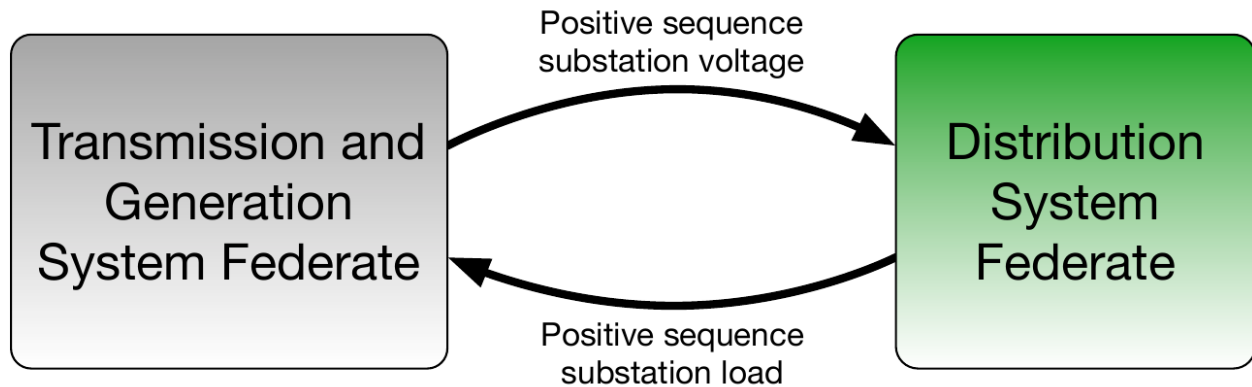 Positive sequence
substation voltage
Transmission and
Generation
System Federate
Distribution
System
Federate
Positive sequence
substation load